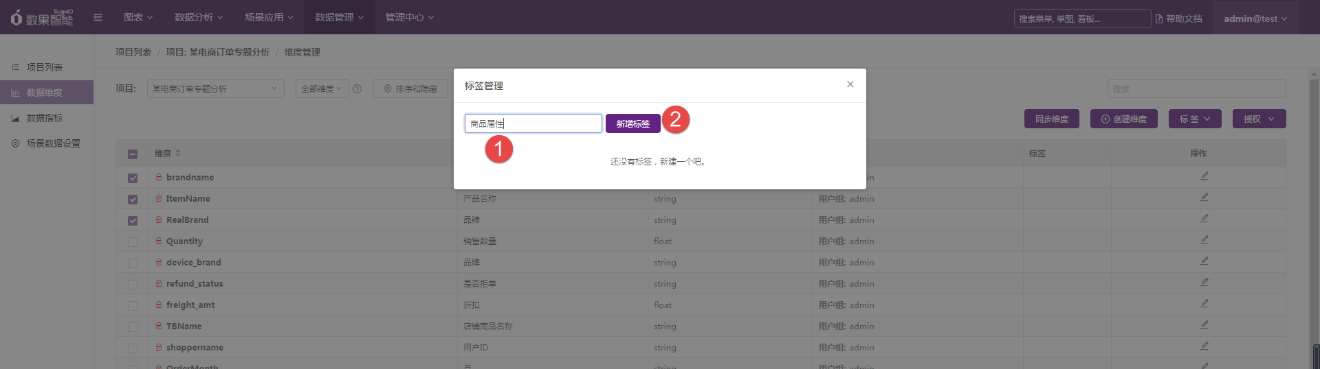 数果智能 SugoIO 图表 数据分析 场景应用 数据管理 管理中心 搜索菜单, 单图, 看板... 帮助文档 admin@test
项目列表 / 项目: 某电商订单专题分析 / 维度管理
项目列表
数据维度
数据指标
场景数据设置
项目: 某电商订单专题分析 全部维度 排序和隐藏 搜索
标签管理 ×
商品属性 新增标签 2
1
还没有标签，新建一个吧。
同步维度 创建维度 标签 授权
维度 标签 操作
brandname min
ItemName 产品名称 string 用户组: admin
RealBrand 品牌 string 用户组: admin
Quantity 销售数量 float 用户组: admin
device_brand 品牌 string 用户组: admin
refund_status 是否拒单 string 用户组: admin
freight_amt 折扣 float 用户组: admin
TBName 店铺商品名称 string 用户组: admin
shoppername 用户ID string 用户组: admin
OrderMonth 月 string 用户组: admin